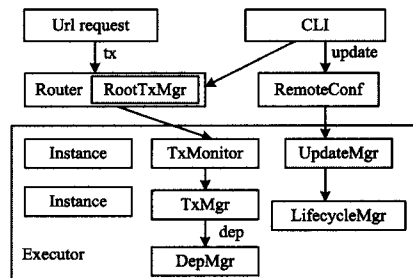 Url request
CLI
tx
update
Router
RootTxMgr
RemoteConf
Instance
TxMonitor
UpdateMgr
Instance
TxMgr
LifecycleMgr
dep
Executor
DepMgr